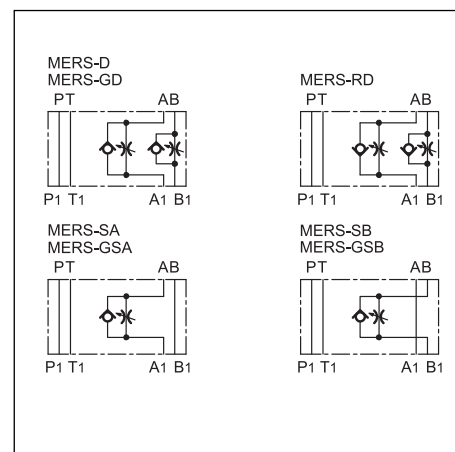 MERS-D
MERS-GD
PT AB
P1 T1 A1 B1
MERS-RD
PT AB
P1 T1 A1 B1
MERS-SA
MERS-GSA
PT AB
P1 T1 A1 B1
MERS-SB
MERS-GSB
PT AB
P1 T1 A1 B1